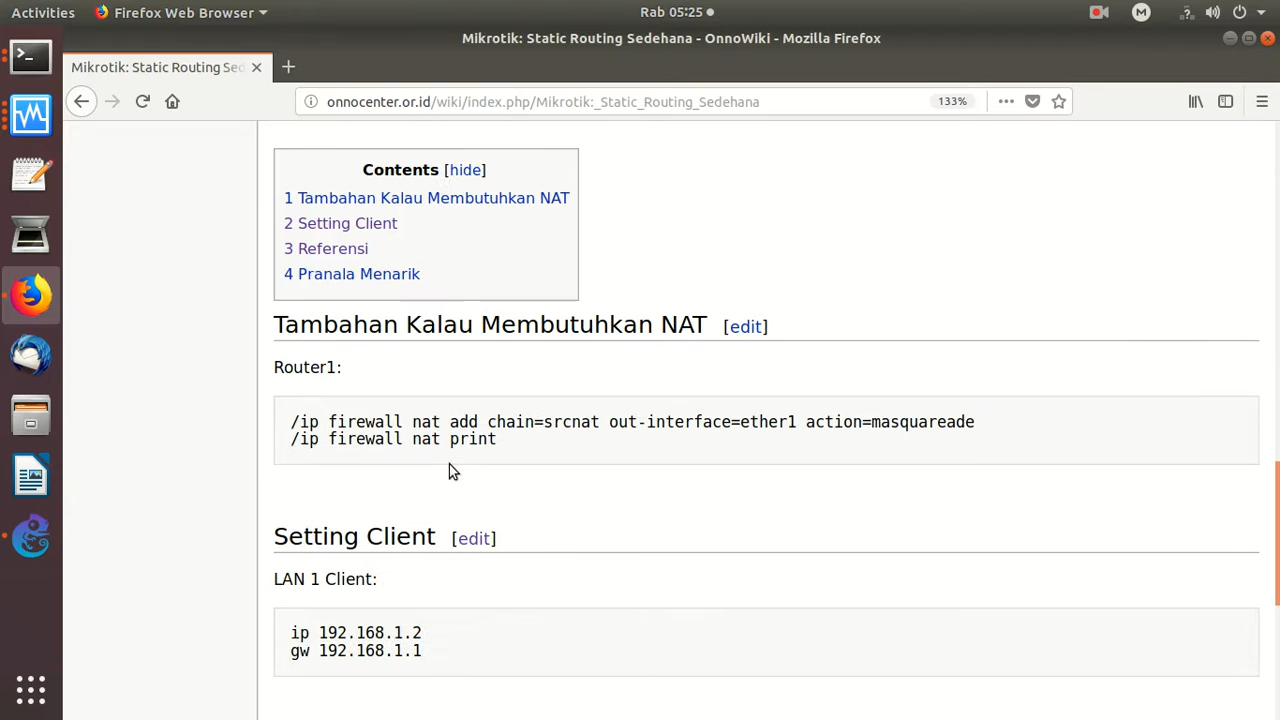 Activities
Firefox Web Browser
Rab 05:25
M
Mikrotik: Static Routing Sedehana - OnnoWiki - Mozilla Firefox
Mikrotik: Static Routing Sed
onnocenter.or.id/wiki/index.php/Mikrotik:_Static_Routing_Sedehana
133%
Contents [hide]
1 Tambahan Kalau Membutuhkan NAT
2 Setting Client
3 Referensi
4 Pranala Menarik
Tambahan Kalau Membutuhkan NAT [edit]
Router1:
/ip firewall nat add chain=srcnat out-interface=ether1 action=masquareade
/ip firewall nat print
Setting Client [edit]
LAN 1 Client:
ip 192.168.1.2
gw 192.168.1.1